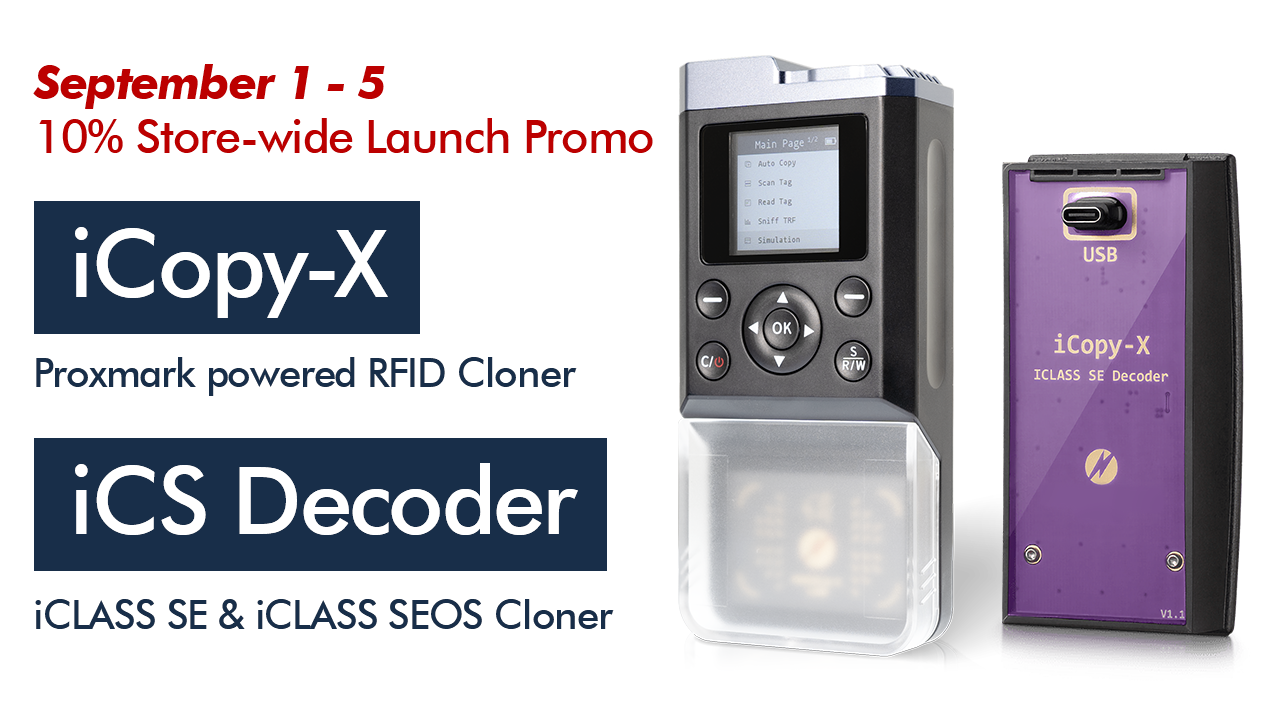 September 1 - 5
10% Store-wide Launch Promo
iCopy-X
Proxmark powered RFID Cloner
iCS Decoder
iCLASS SE & iCLASS SEOS Cloner
Main Page 1/2
Auto Copy
Scan Tag
Read Tag
Sniff TRF
Simulation
OK
C/
S
R/W
USB
iCopy-X
ICLASS SE Decoder
V1.1